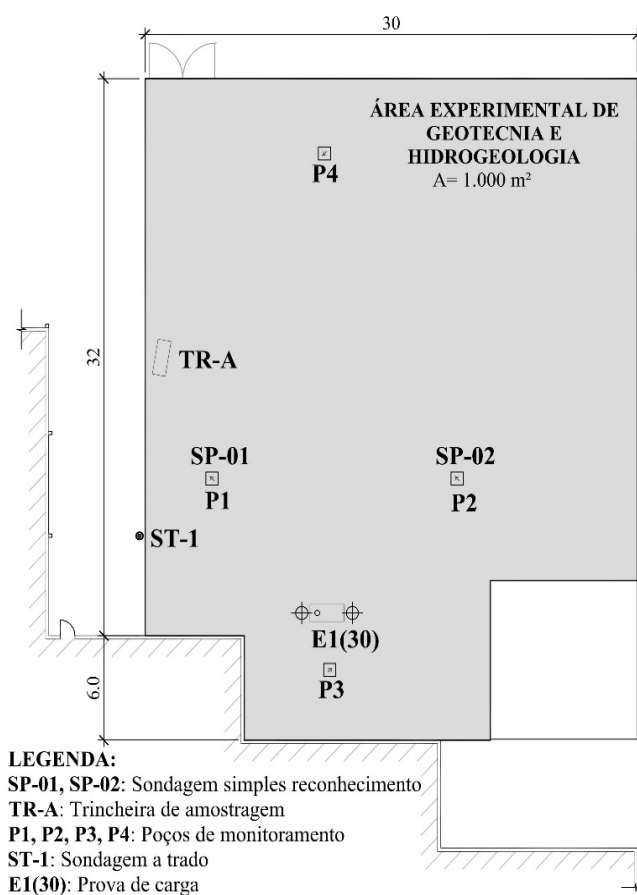 30
ÁREA EXPERIMENTAL DE
GEOTECNIA E
HIDROGEOLOGIA
A= 1.000 m²
P4
32
TR-A
SP-01
SP-02
P1
P2
ST-1
E1(30)
P3
6.0
LEGENDA:
SP-01, SP-02: Sondagem simples reconhecimento
TR-A: Trincheira de amostragem
P1, P2, P3, P4: Poços de monitoramento
ST-1: Sondagem a trado
E1(30): Prova de carga